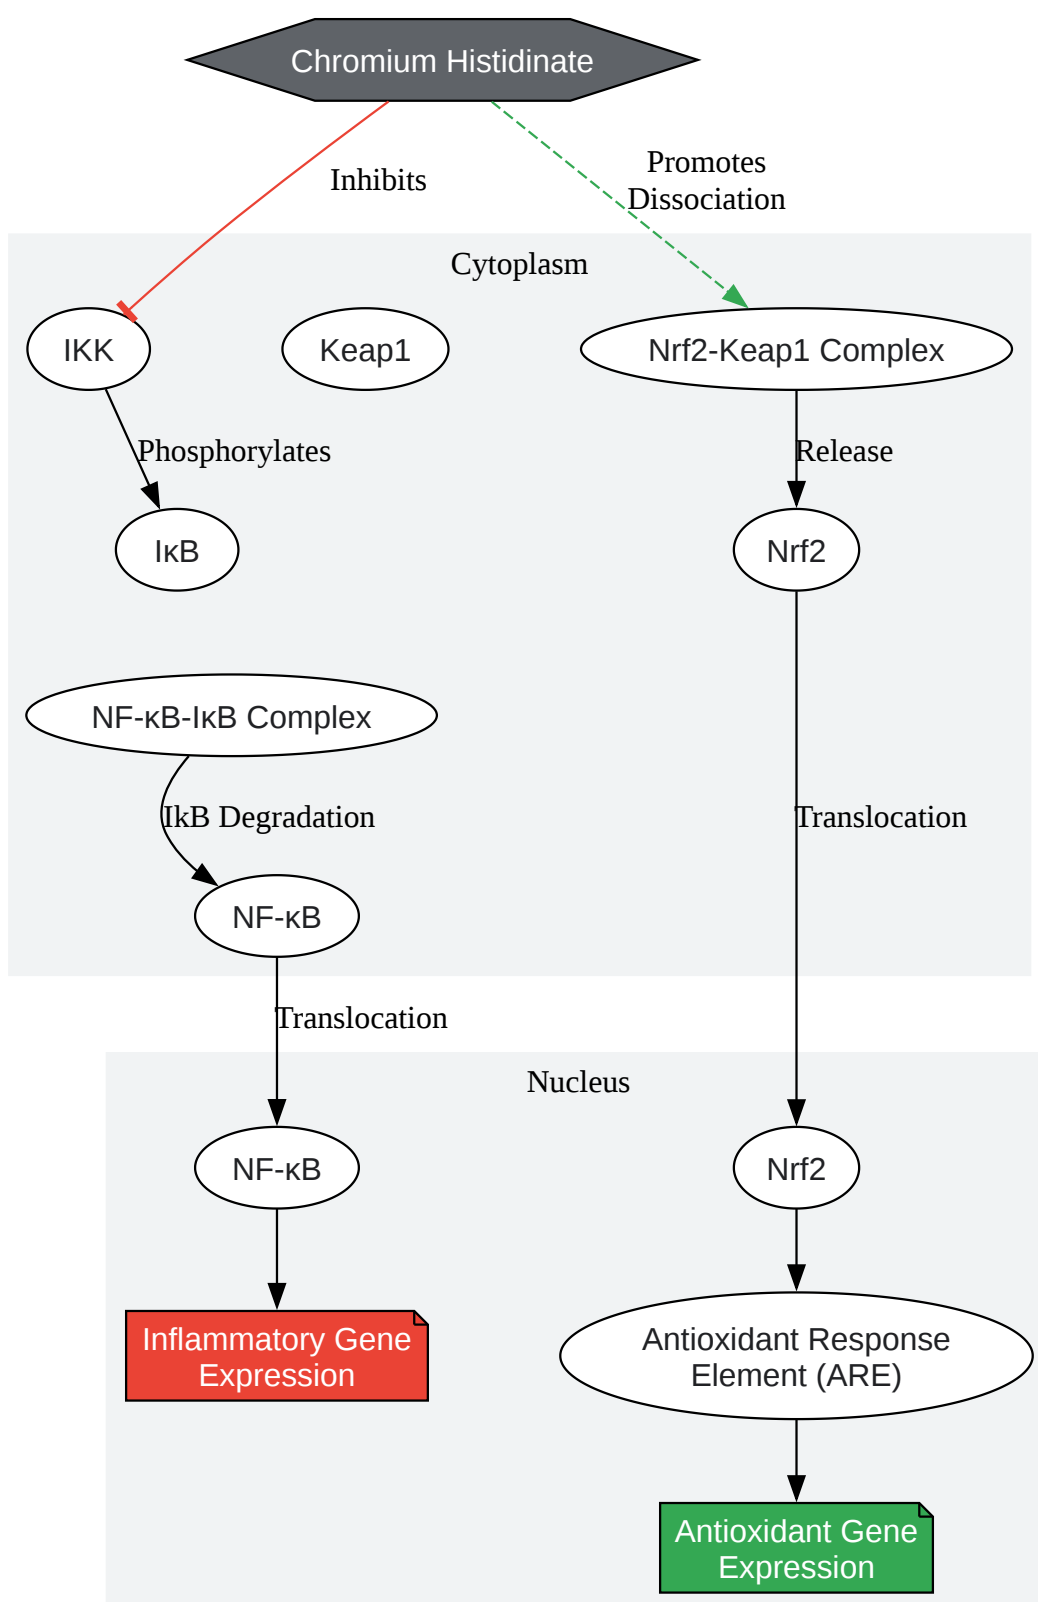 Chromium Histidinate
Inhibits
Promotes
Dissociation
Cytoplasm
IKK
Keap1
Nrf2-Keap1 Complex
Phosphorylates
Release
IκB
Nrf2
NF-κB-IκB Complex
IkB Degradation
Translocation
NF-κB
Translocation
Nucleus
NF-κB
Nrf2
Inflammatory Gene
Expression
Antioxidant Response
Element (ARE)
Antioxidant Gene
Expression